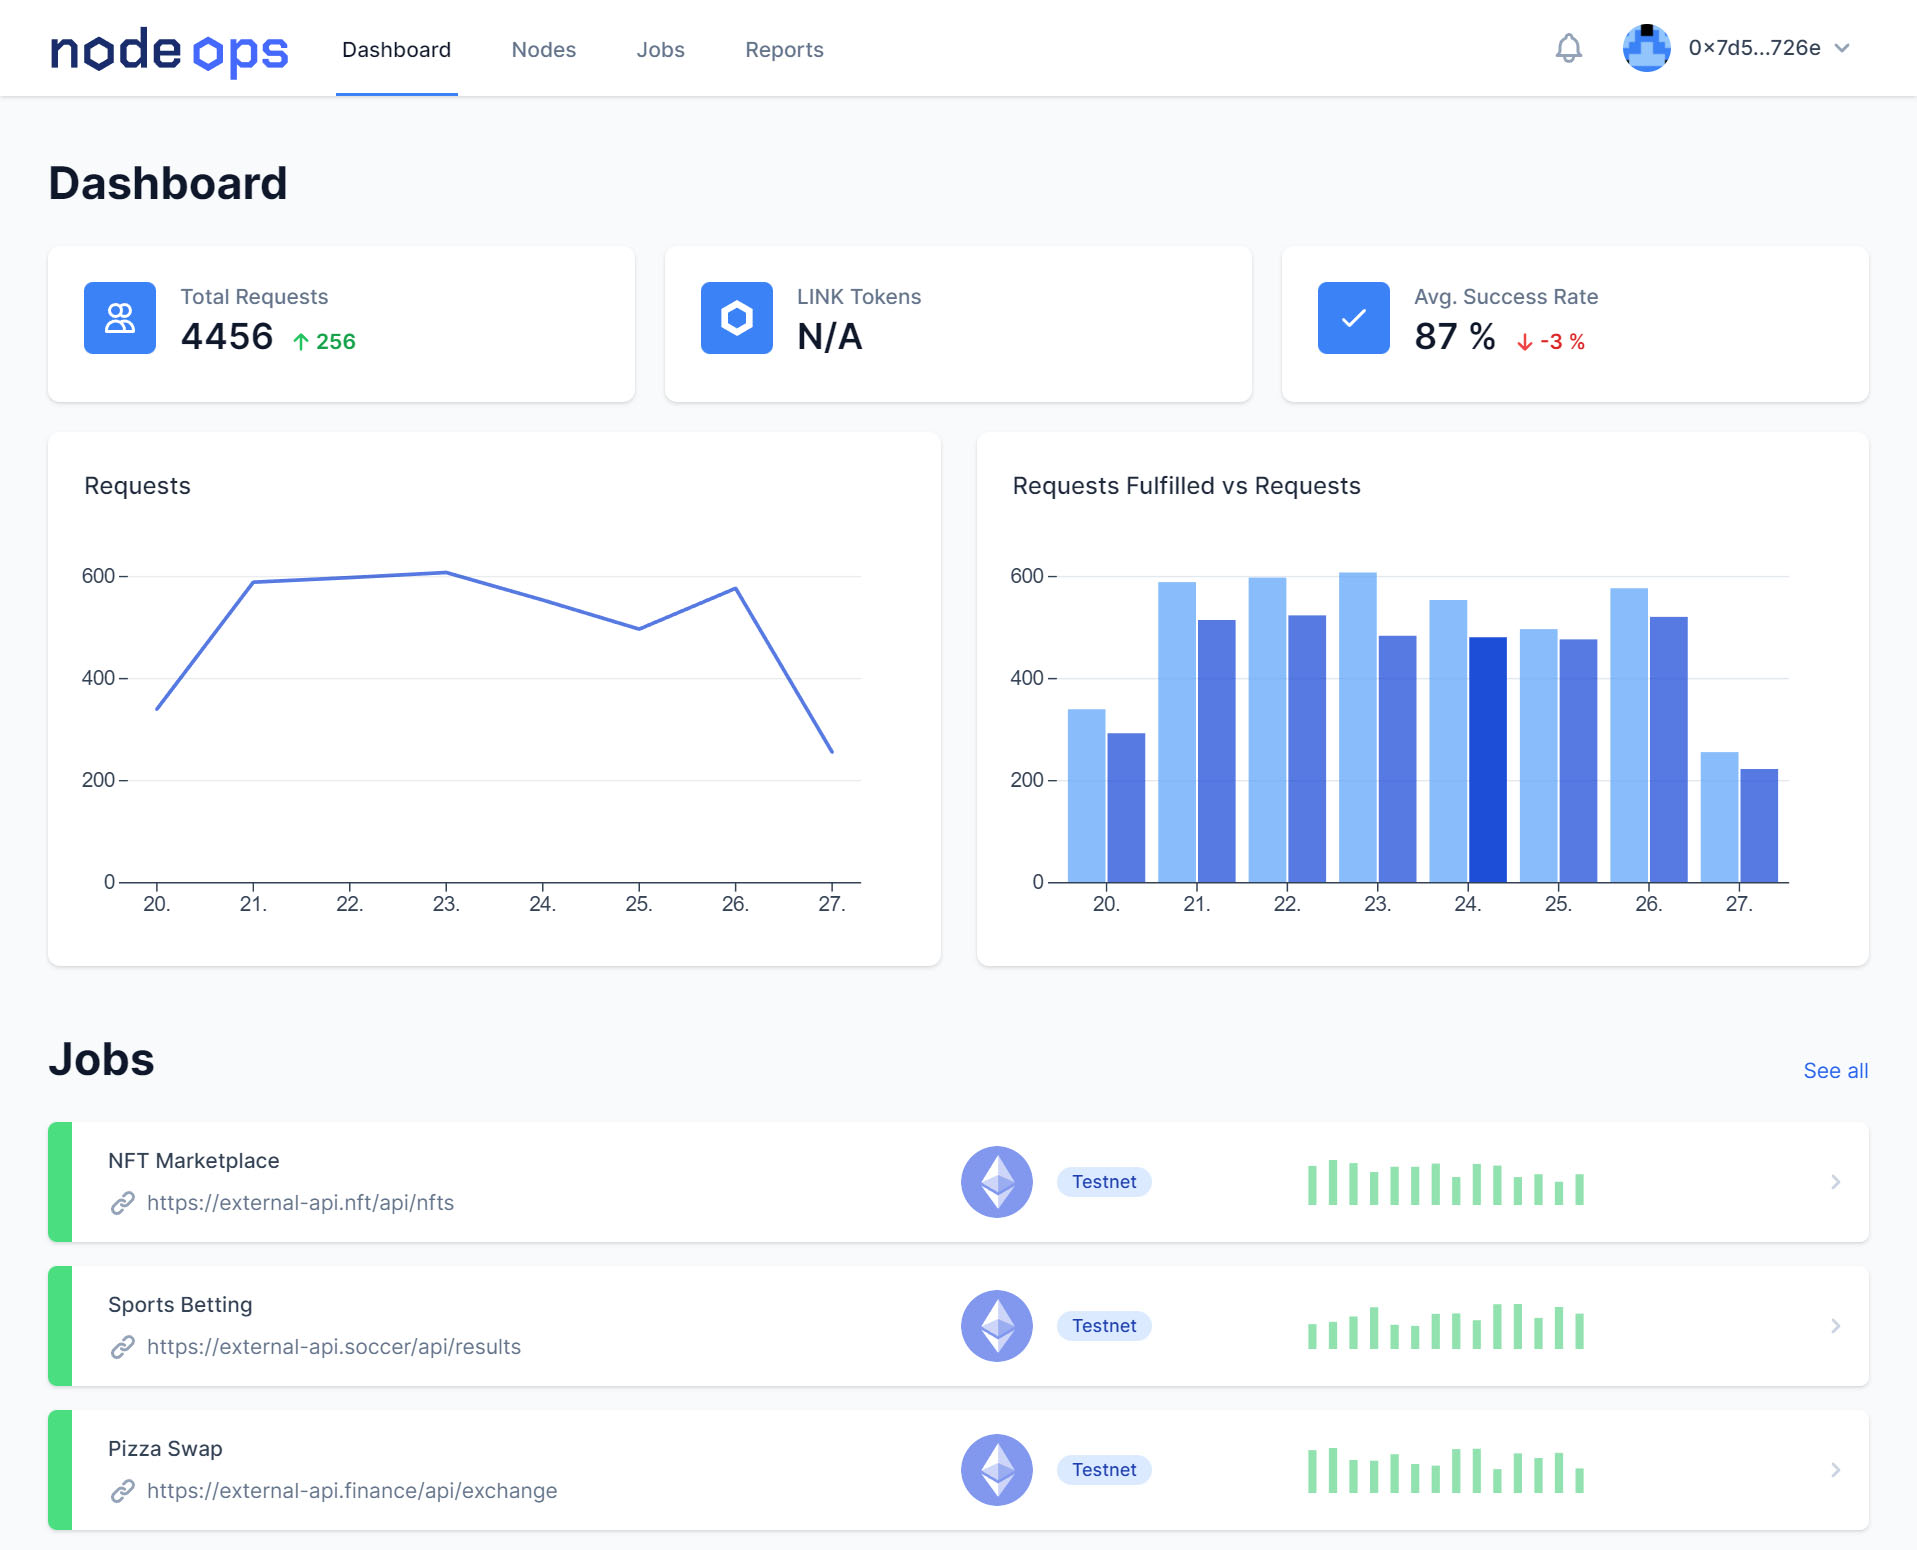 nodeops
Dashboard
Nodes
Jobs
Reports
0×7d5...726e
Dashboard
Total Requests
4456 ↑ 256
LINK Tokens
N/A
Avg. Success Rate
87 % ↓ -3 %
Requests
600
400
200
0
20. 21. 22. 23. 24. 25. 26. 27.
Requests Fulfilled vs Requests
600
400
200
0
20. 21. 22. 23. 24. 25. 26. 27.
Jobs
See all
NFT Marketplace
https://external-api.nft/api/nfts
Testnet
Sports Betting
https://external-api.soccer/api/results
Testnet
Pizza Swap
https://external-api.finance/api/exchange
Testnet